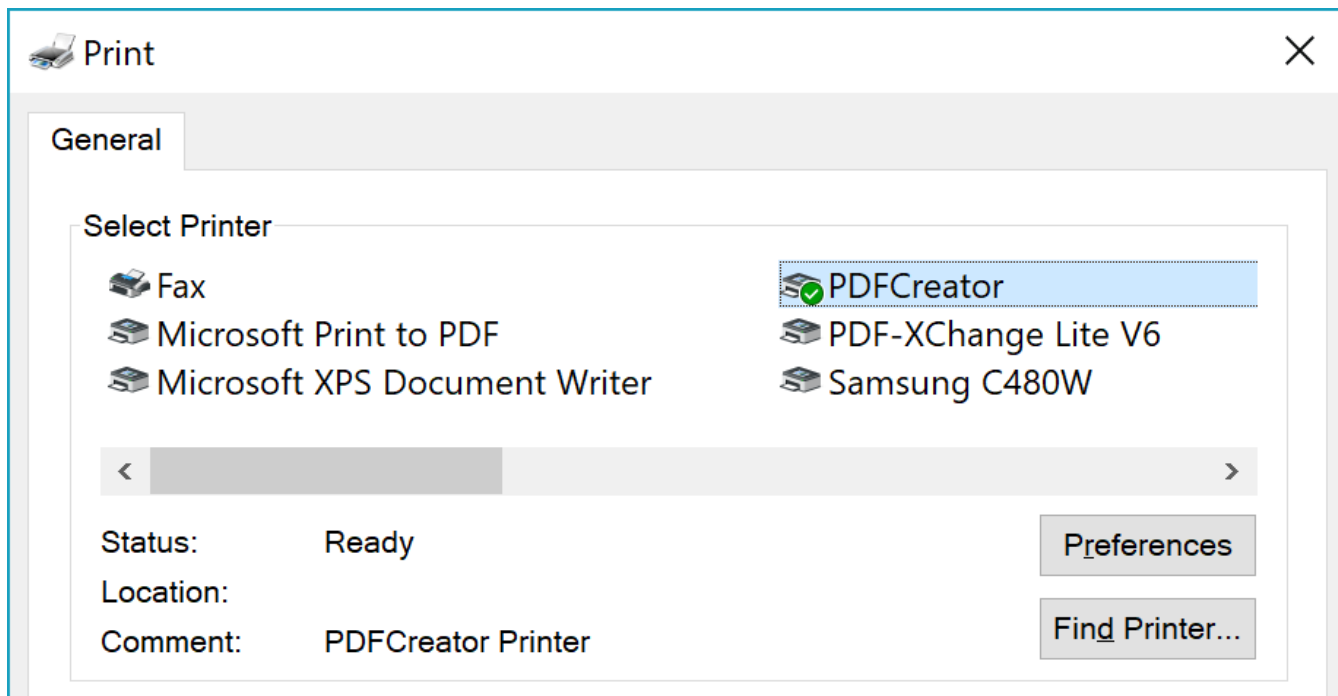 Print
General
Select Printer
Fax
Microsoft Print to PDF
Microsoft XPS Document Writer
PDFCreator
PDF-XChange Lite V6
Samsung C480W
Status: Ready
Location:
Comment: PDFCreator Printer
Preferences
Find Printer...